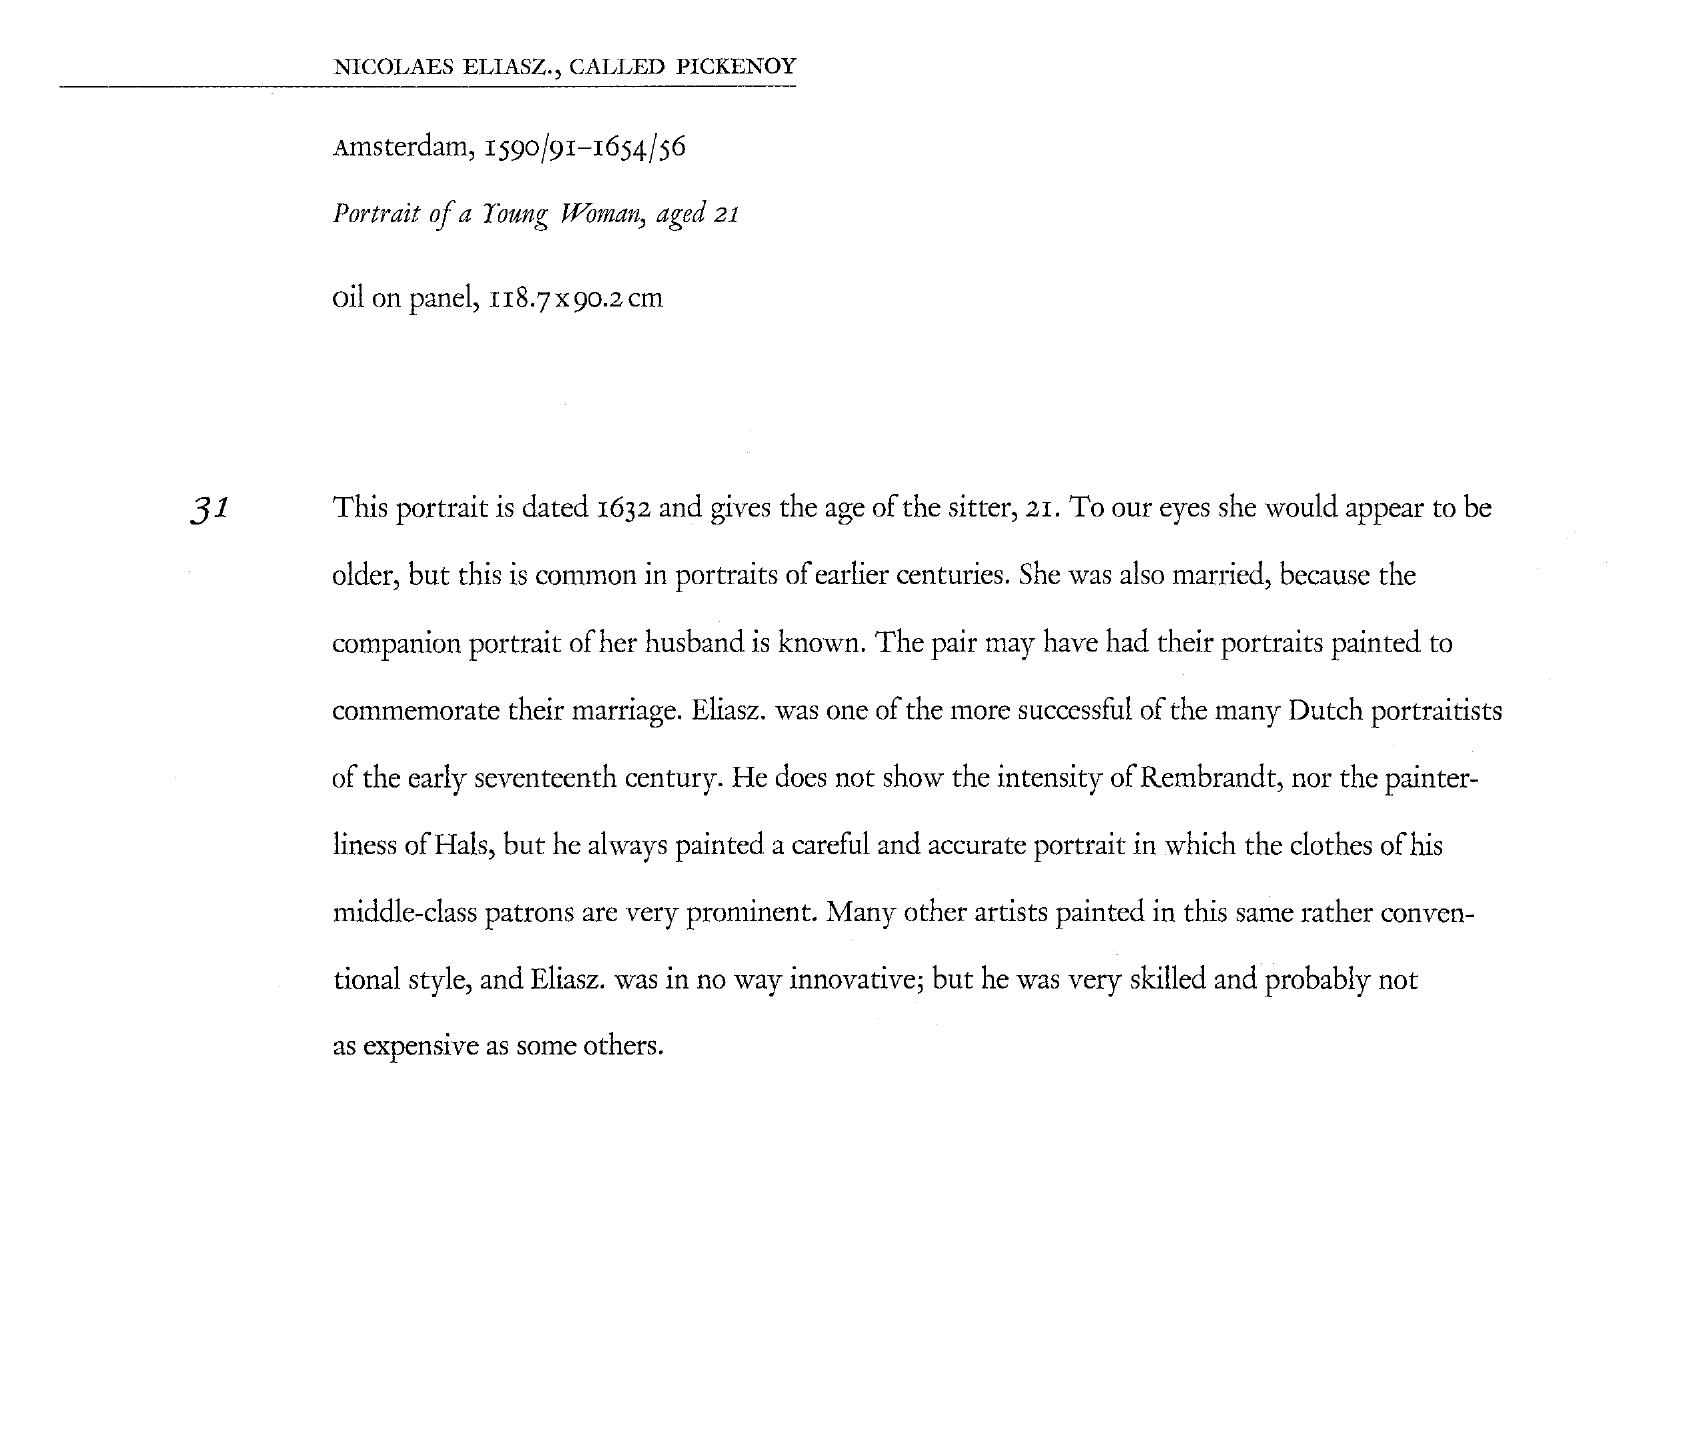 NICOLAES ELIASZ., CALLED PICKENOY
Amsterdam, 1590/91–1654/56
Portrait of a Young Woman, aged 21
Oil on panel, 118.7 x 90.2 cm
31
This portrait is dated 1632 and gives the age of the sitter, 21. To our eyes she would appear to be
older, but this is common in portraits of earlier centuries. She was also married, because the
companion portrait of her husband is known. The pair may have had their portraits painted to
commemorate their marriage. Eliasz. was one of the more successful of the many Dutch portraitists
of the early seventeenth century. He does not show the intensity of Rembrandt, nor the painter-
liness of Hals, but he always painted a careful and accurate portrait in which the clothes of his
middle-class patrons are very prominent. Many other artists painted in this same rather conven-
tional style, and Eliasz. was in no way innovative; but he was very skilled and probably not
as expensive as some others.